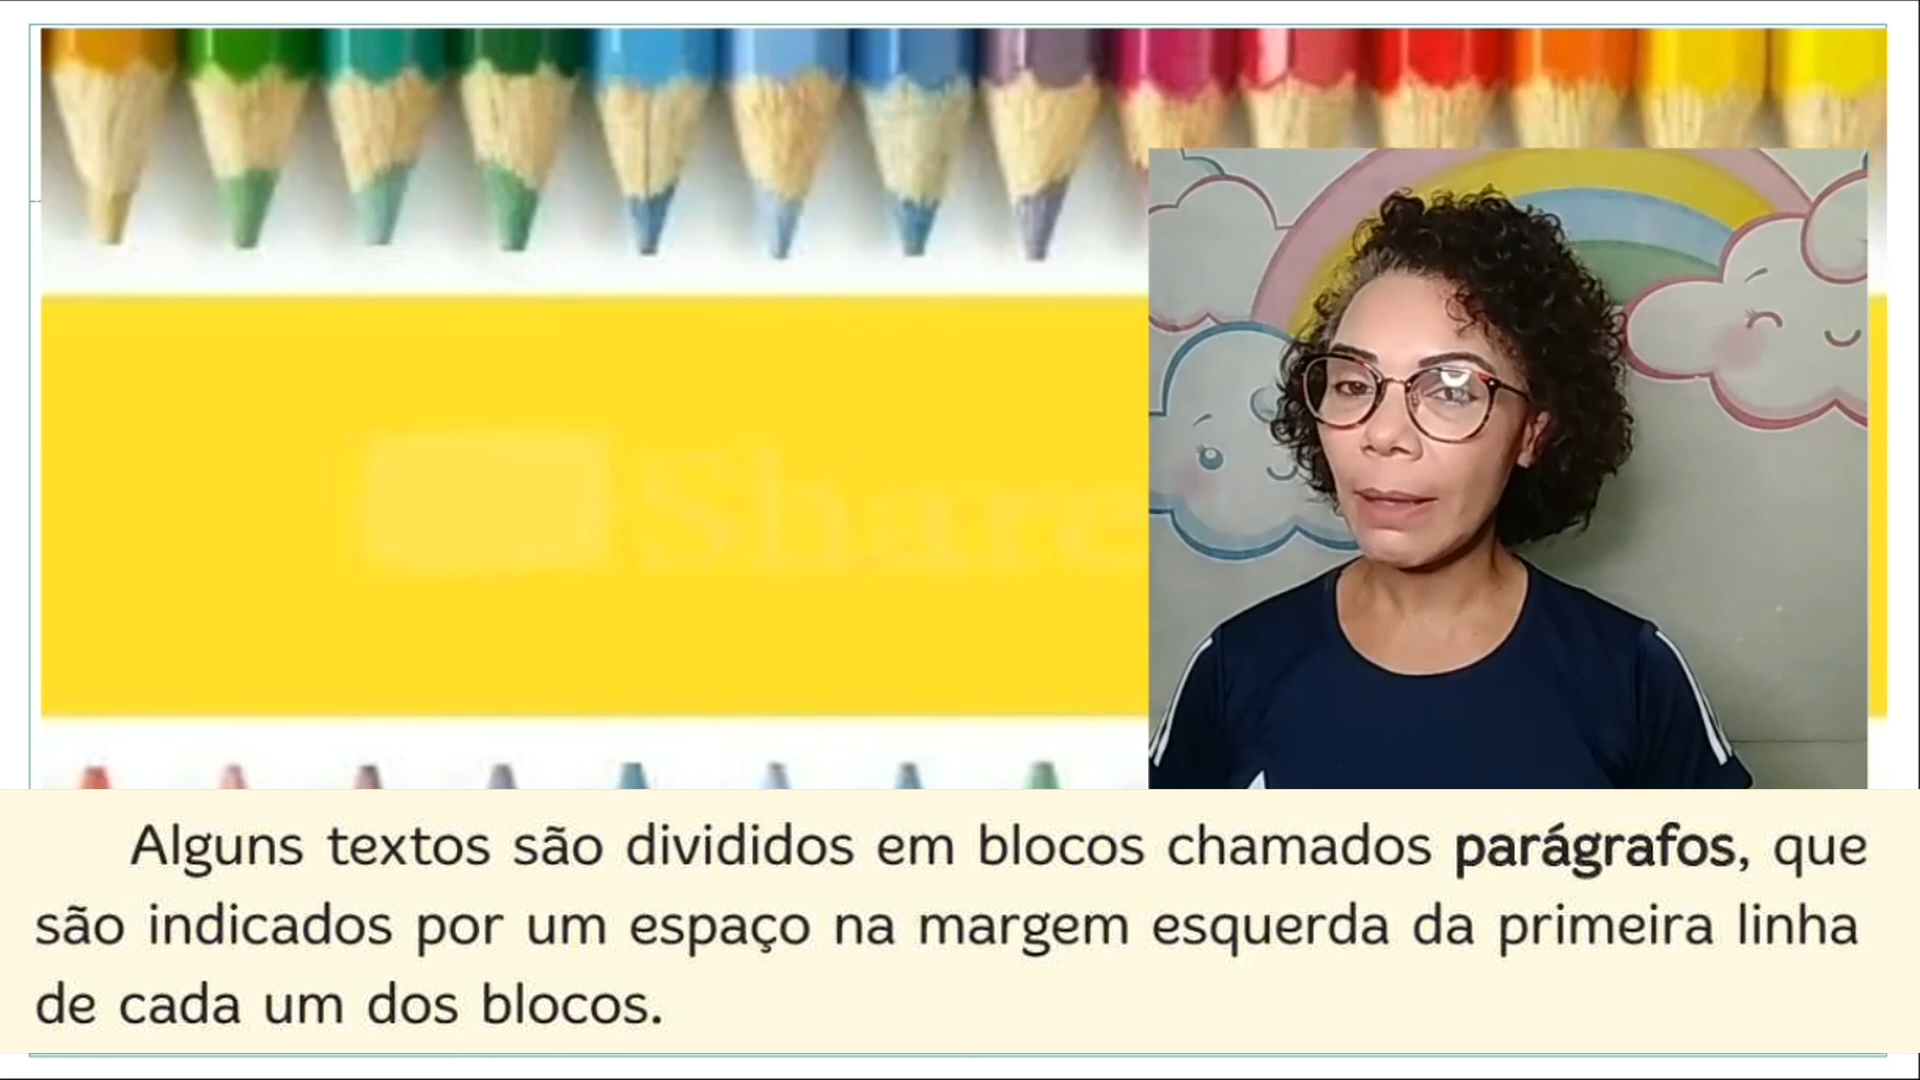 Share
Alguns textos são divididos em blocos chamados parágrafos, que
são indicados por um espaço na margem esquerda da primeira linha
de cada um dos blocos.